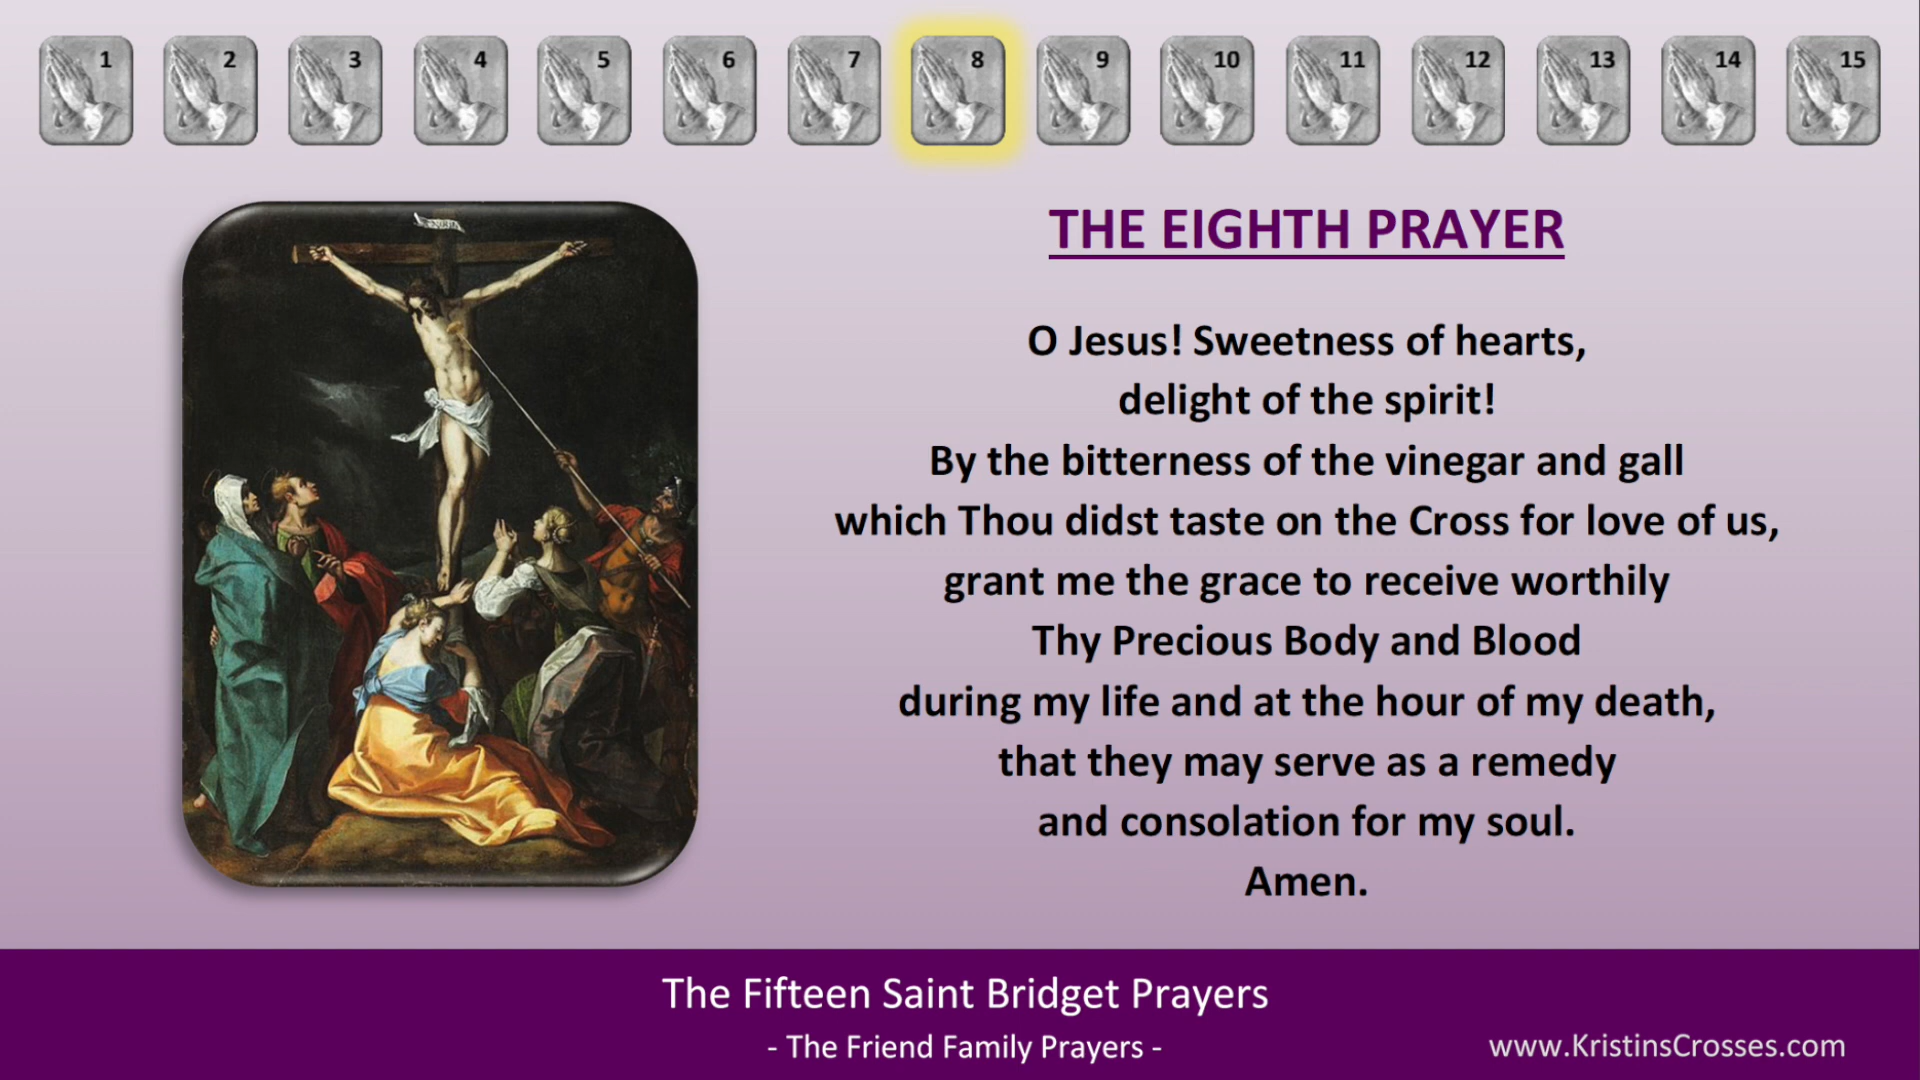 1 2 3 4 5 6 7 8 9 10 11 12 13 14 15
THE EIGHTH PRAYER
O Jesus! Sweetness of hearts,
delight of the spirit!
By the bitterness of the vinegar and gall
which Thou didst taste on the Cross for love of us,
grant me the grace to receive worthily
Thy Precious Body and Blood
during my life and at the hour of my death,
that they may serve as a remedy
and consolation for my soul.
Amen.
The Fifteen Saint Bridget Prayers
- The Friend Family Prayers -
www.KristinsCrosses.com